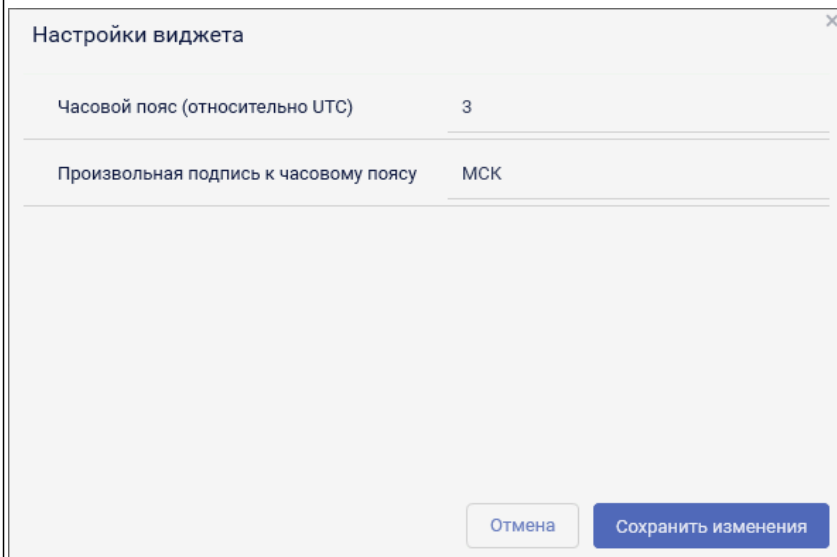 Настройки виджета
Часовой пояс (относительно UTC) 3
Произвольная подпись к часовому поясу МСК
Отмена Сохранить изменения